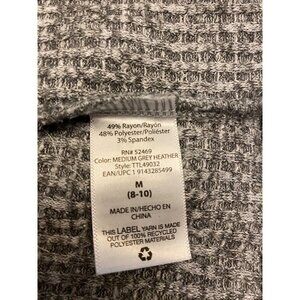 49% Rayon/Rayón
48% Polyester/Poliéster
3% Spandex
RN# 52469
Color: MEDIUM GREY HEATHER
Style: TTL49032
EAN/UPC 1 9143285499
M
(8-10)
MADE IN/HECHO EN
CHINA
THIS LABEL YARN IS MADE
OUT OF 100% RECYCLED
POLYESTER MATERIALS